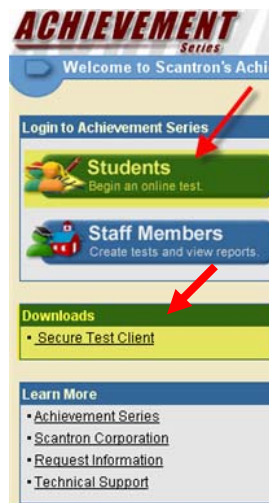 ACHIEVEMENT
Series
Welcome to Scantron's Achi
Login to Achievement Series
Students
Begin an online test.
Staff Members
Create tests and view reports.
Downloads
▪ Secure Test Client
Learn More
▪ Achievement Series
▪ Scantron Corporation
▪ Request Information
▪ Technical Support